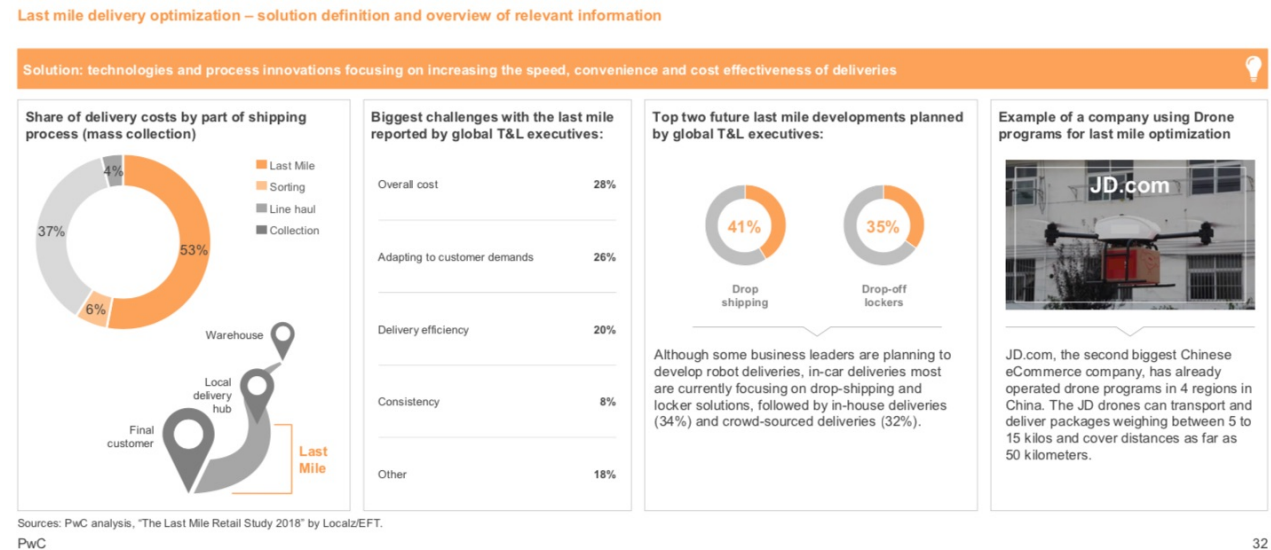 Last mile delivery optimization – solution definition and overview of relevant information
Solution: technologies and process innovations focusing on increasing the speed, convenience and cost effectiveness of deliveries
Share of delivery costs by part of shipping
process (mass collection)
4%
37%
53%
6%
Last Mile
Sorting
Line haul
Collection
Warehouse
Local
delivery
hub
Final
customer
Last
Mile
Biggest challenges with the last mile
reported by global T&L executives:
Overall cost 28%
Adapting to customer demands 26%
Delivery efficiency 20%
Consistency 8%
Other 18%
Top two future last mile developments planned
by global T&L executives:
41%
35%
Drop
shipping
Drop-off
lockers
Although some business leaders are planning to
develop robot deliveries, in-car deliveries most
are currently focusing on drop-shipping and
locker solutions, followed by in-house deliveries
(34%) and crowd-sourced deliveries (32%).
Example of a company using Drone
programs for last mile optimization
JD.com
JD.com, the second biggest Chinese
eCommerce company, has already
operated drone programs in 4 regions in
China. The JD drones can transport and
deliver packages weighing between 5 to
15 kilos and cover distances as far as
50 kilometers.
Sources: PwC analysis, “The Last Mile Retail Study 2018” by Localz/EFT.
PwC
32